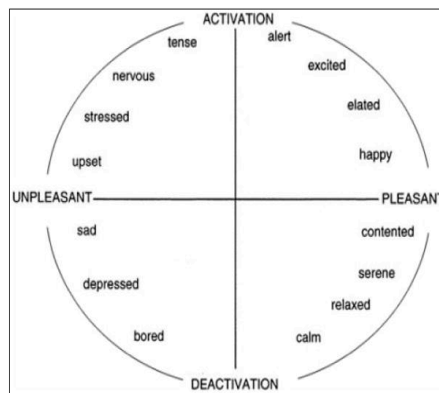 ACTIVATION
tense
alert
nervous
excited
stressed
elated
upset
happy
UNPLEASANT
PLEASANT
sad
contented
depressed
serene
relaxed
bored
calm
DEACTIVATION